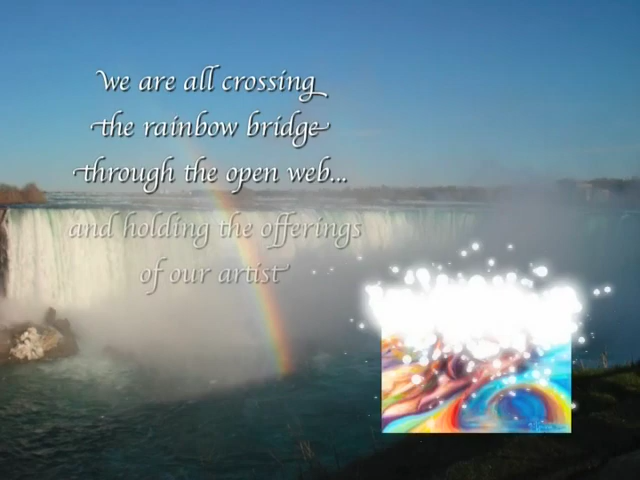 we are all crossing
the rainbow bridge
through the open web...
and holding the offerings
of our artist